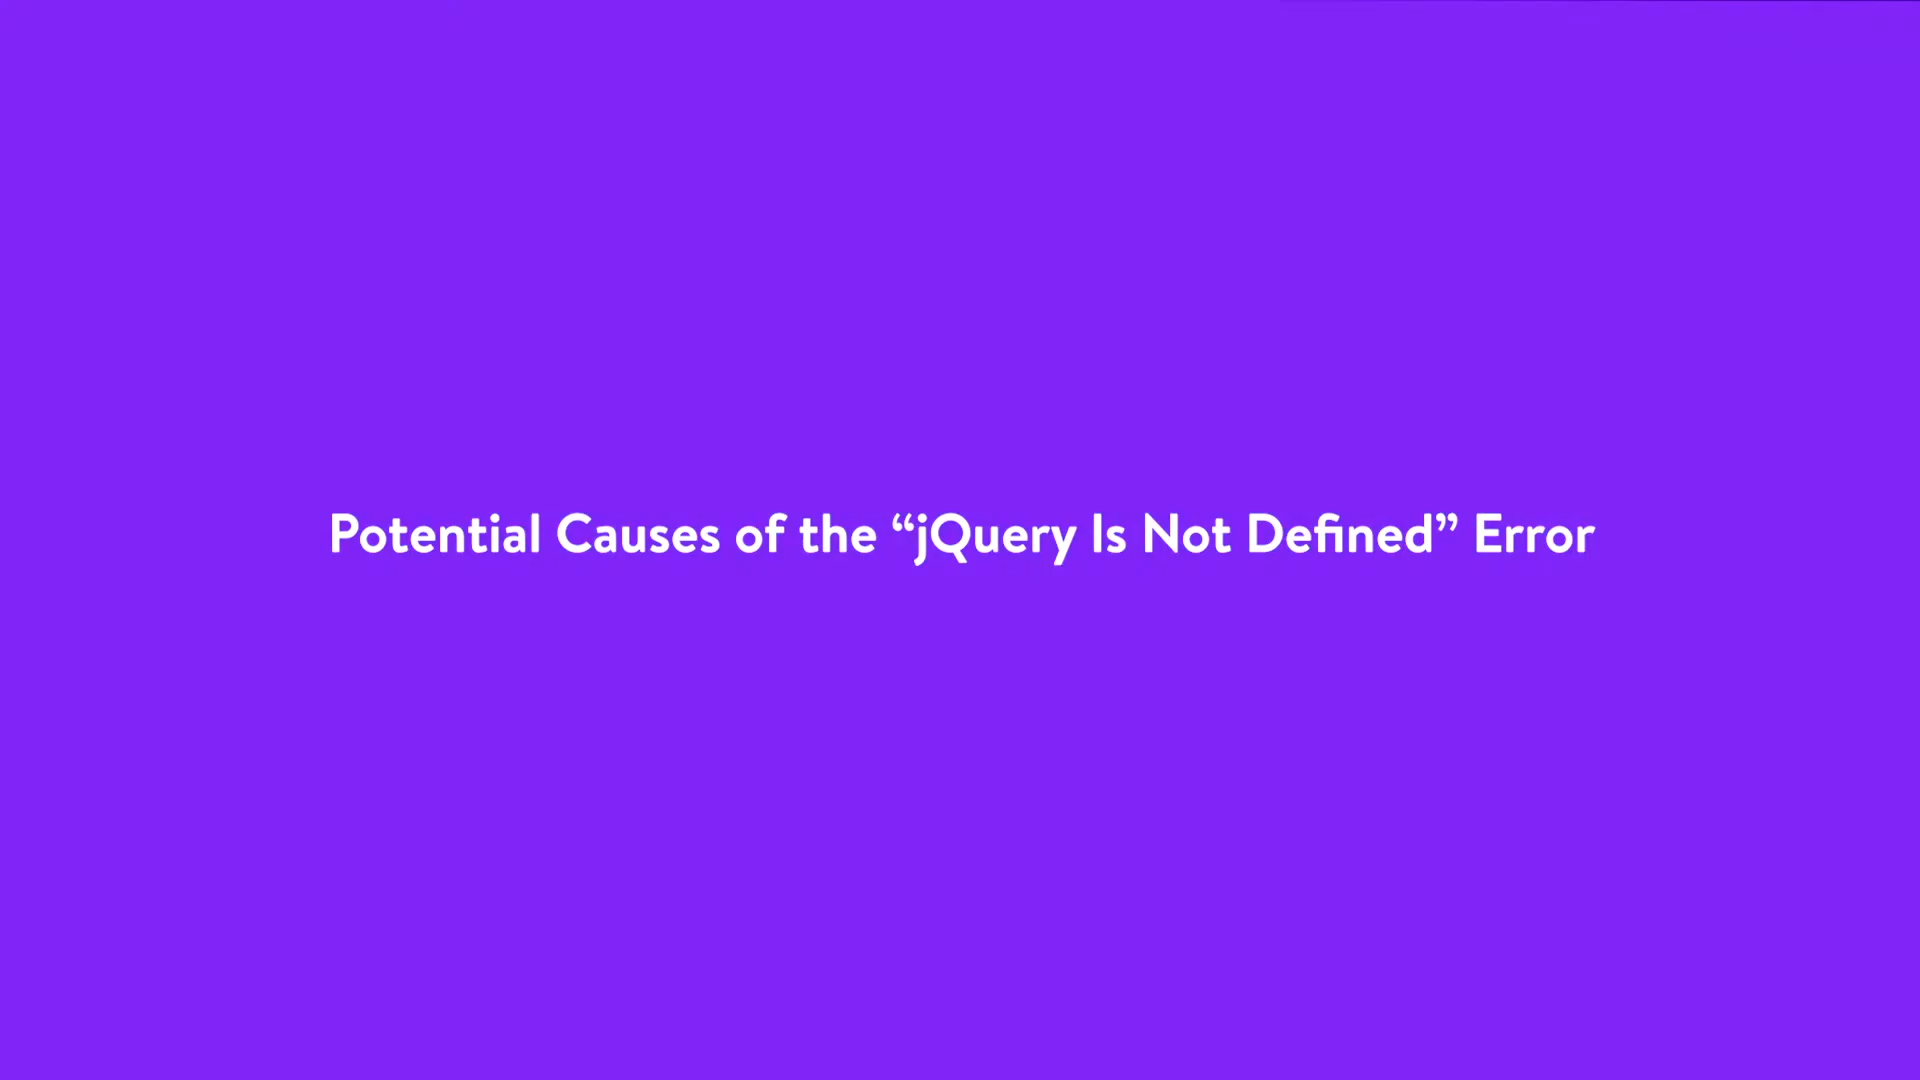 Potential Causes of the “jQuery Is Not Defined” Error